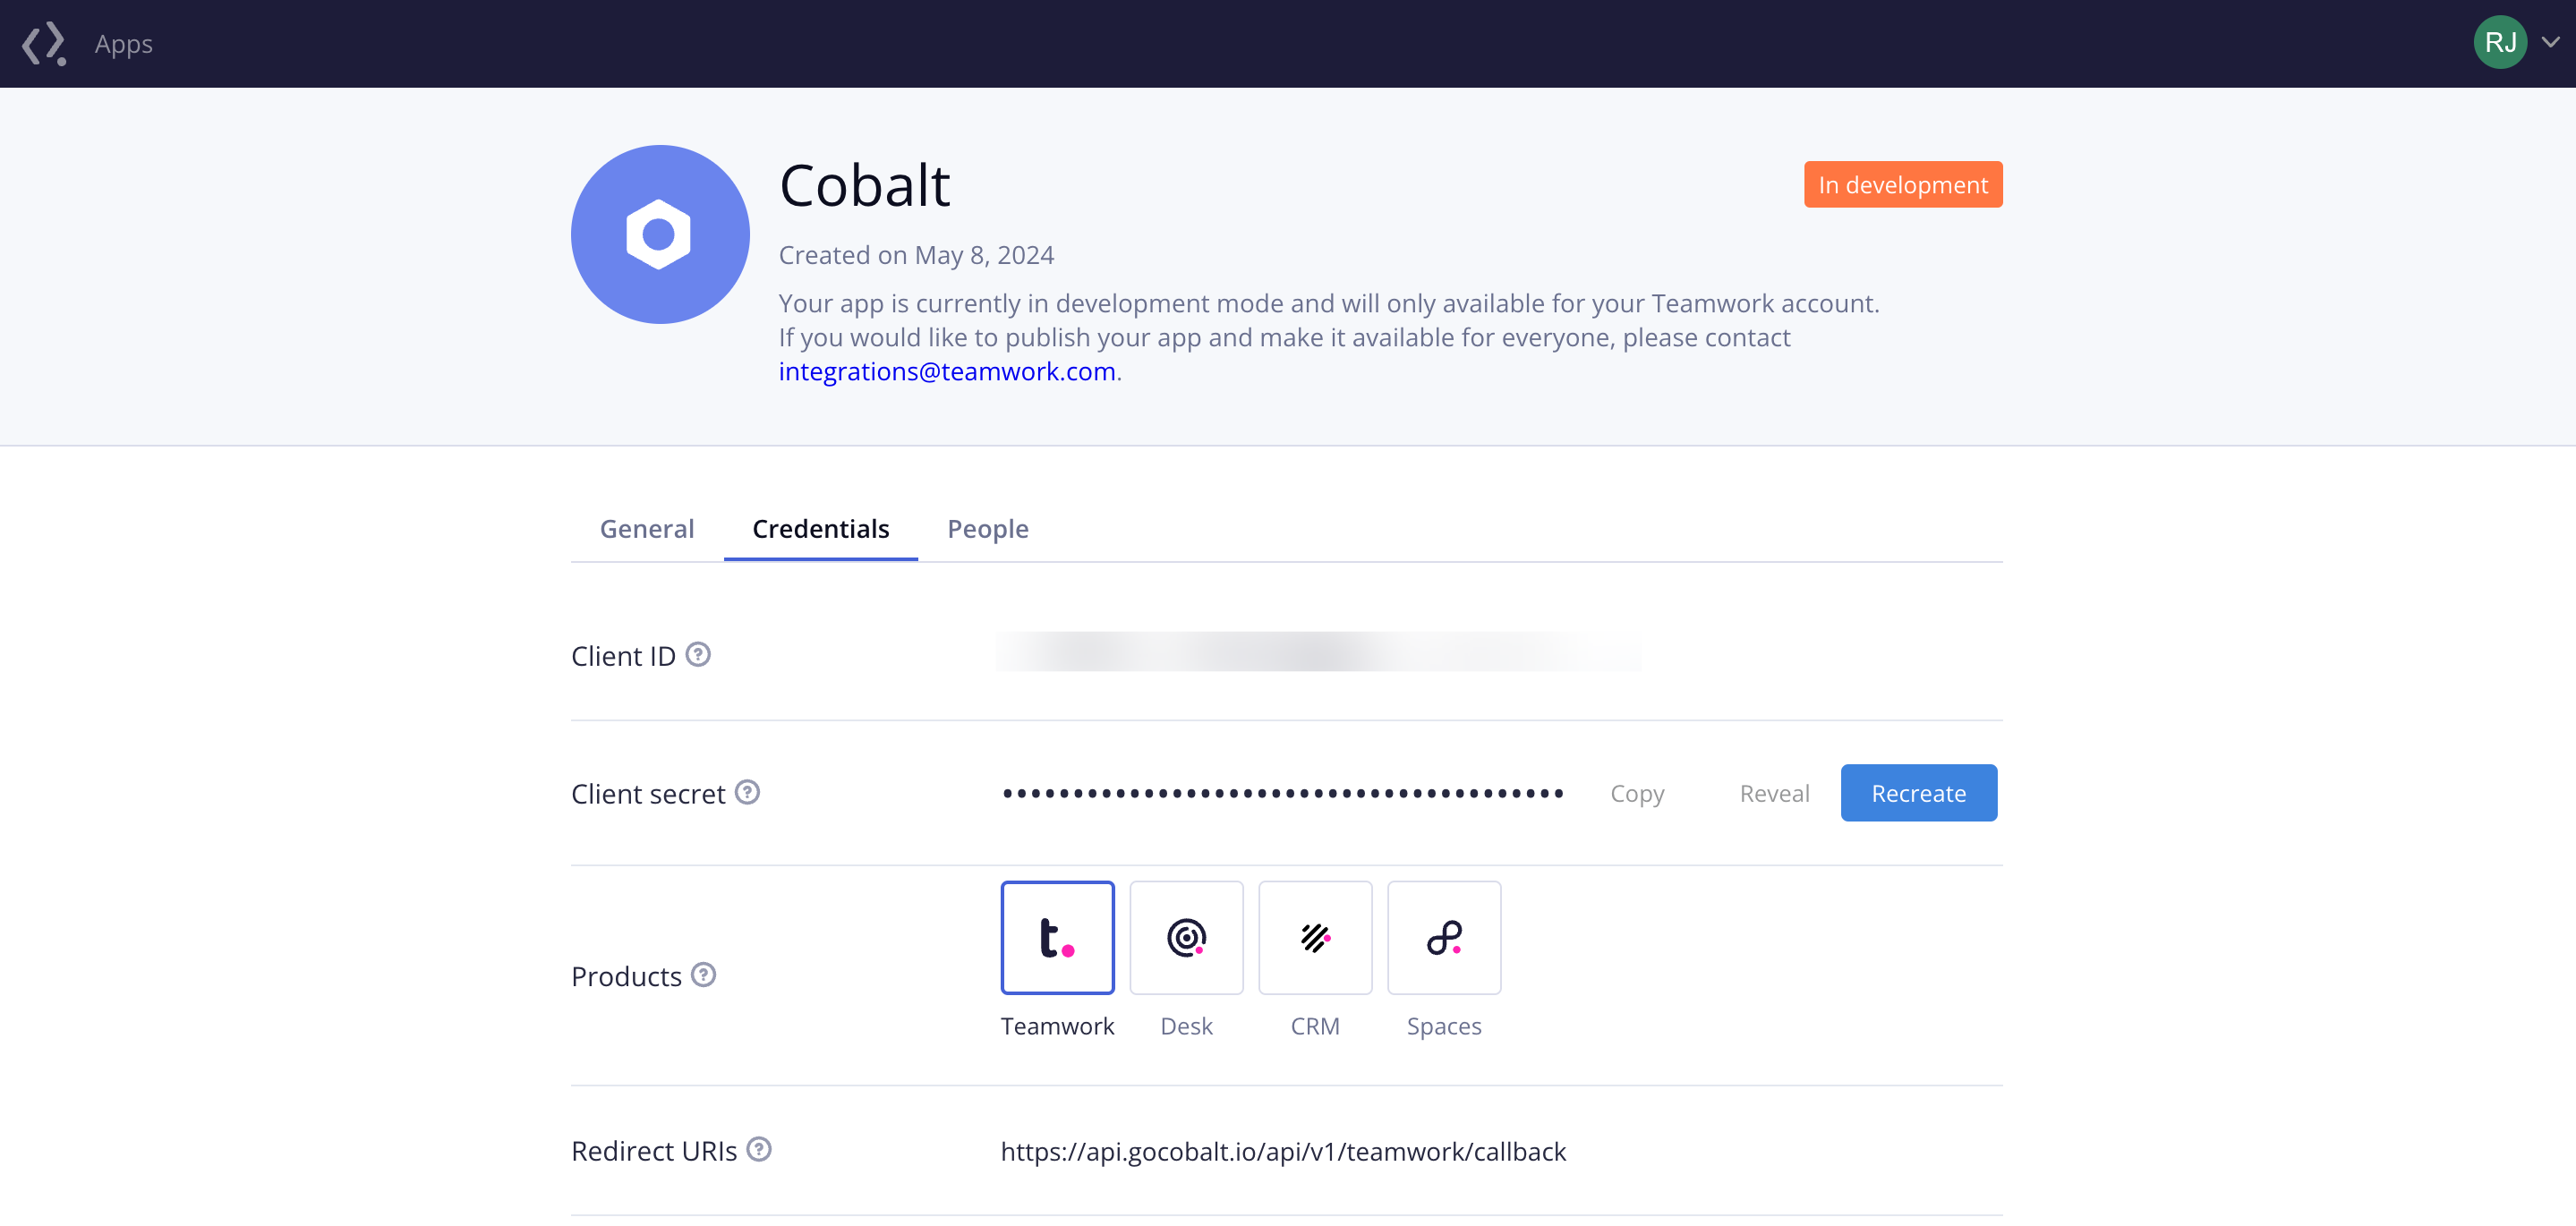 Apps
RJ
Cobalt
In development
Created on May 8, 2024
Your app is currently in development mode and will only available for your Teamwork account.
If you would like to publish your app and make it available for everyone, please contact
integrations@teamwork.com.
General Credentials People
Client ID ?
Client secret ? Copy Reveal Recreate
t.
Products ?
Teamwork Desk CRM Spaces
Redirect URIs ? https://api.gocobalt.io/api/v1/teamwork/callback